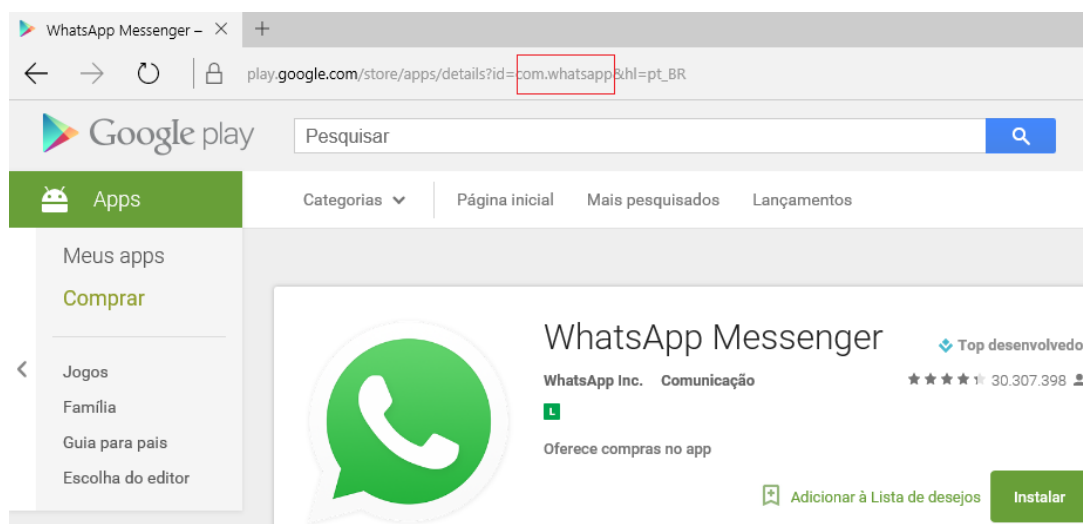 WhatsApp Messenger –
play.google.com/store/apps/details?id=com.whatsapp&hl=pt_BR
Google play
Pesquisar
Apps
Categorias
Página inicial
Mais pesquisados
Lançamentos
Meus apps
Comprar
Jogos
Família
Guia para pais
Escolha do editor
WhatsApp Messenger
Top desenvolvedo
WhatsApp Inc. Comunicação
30.307.398
L
Oferece compras no app
Adicionar à Lista de desejos
Instalar